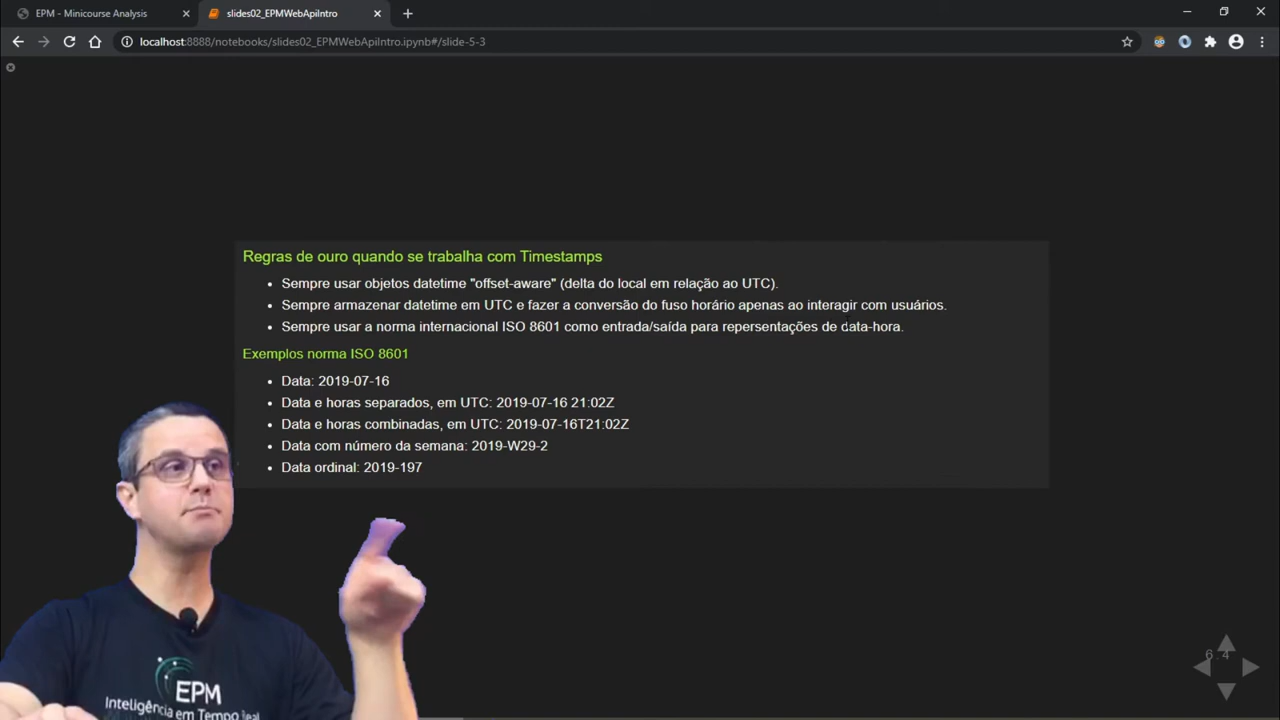 EPM - Minicourse Analysis
slides02_EPMWebApiIntro
localhost:8888/notebooks/slides02_EPMWebApiIntro.ipynb#/slide-5-3
Regras de ouro quando se trabalha com Timestamps
• Sempre usar objetos datetime "offset-aware" (delta do local em relação ao UTC).
• Sempre armazenar datetime em UTC e fazer a conversão do fuso horário apenas ao interagir com usuários.
• Sempre usar a norma internacional ISO 8601 como entrada/saída para repersentações de data-hora.
Exemplos norma ISO 8601
• Data: 2019-07-16
• Data e horas separados, em UTC: 2019-07-16 21:02Z
• Data e horas combinadas, em UTC: 2019-07-16T21:02Z
• Data com número da semana: 2019-W29-2
• Data ordinal: 2019-197
EPM
Inteligência em Tempo Real
6 4